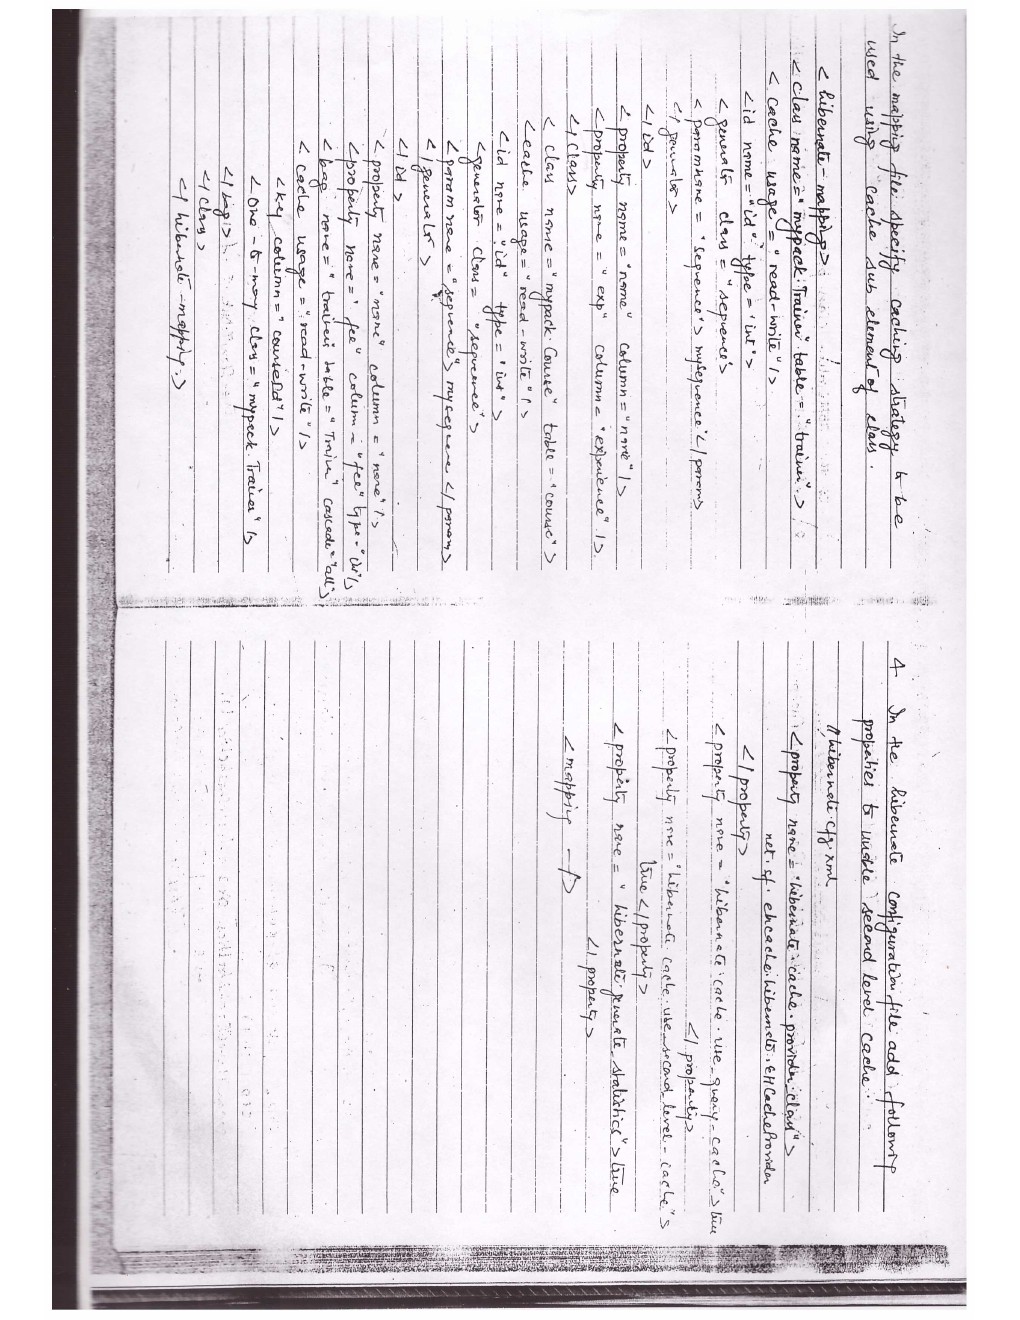 In the mapping file specify caching strategy to be
used using cache sub element of class.
< hibernate-mapping>
< class name="mypack.Trainer" table="trainer">
< cache usage="read-write"/>
<id name="id" type="int">
<generator class="sequence">
<param name="sequence">mysequence</param>
</generator>
</id>
<property name="name" column="name"/>
<property name="exp" column="experience"/>
</class>
<class name="mypack.Course" table="course">
<cache usage="read-write"/>
<id name="id" type="int">
<generator class="sequence">
<param name="sequence">mysequence</param>
</generator>
</id>
<property name="name" column="name"/>
<property name="fee" column="fee" type="int"/>
<bag name="trainers table="Trainer" cascade="all">
<cache usage="read-write"/>
<key column="courseId"/>
<one-to-many class="mypack.Trainer"/>
</bag>
</class>
</hibernate-mapping>
4 In the hibernate configuration file add following
properties to enable second level cache.
//hibernate.cfg.xml
<property name="hibernate.cache.provider_class">
net.sf.ehcache.hibernate.EHCacheProvider
</property>
<property name="hibernate.cache.use_query_cache">true
</property>
<property name="hibernate.cache.use_second_level_cache">
true</property>
<property name="hibernate.generate_statistics">true
</property>
<mapping —/>